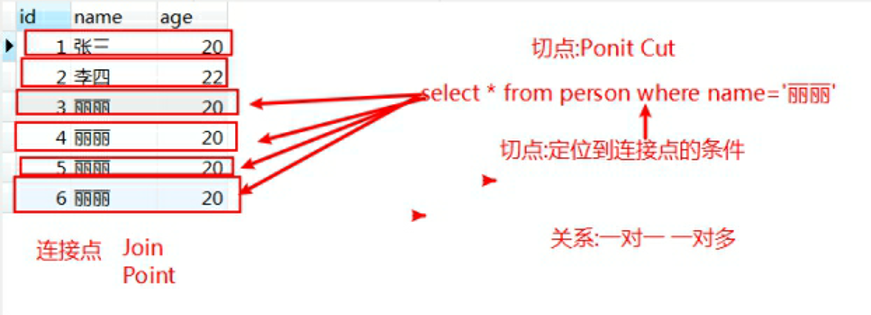 id name age
1 张三 20
2 李四 22
3 丽丽 20
4 丽丽 20
5 丽丽 20
6 丽丽 20
连接点 Join
Point
切点:Ponit Cut
select * from person where name='丽丽'
切点:定位到连接点的条件
关系:一对一 一对多